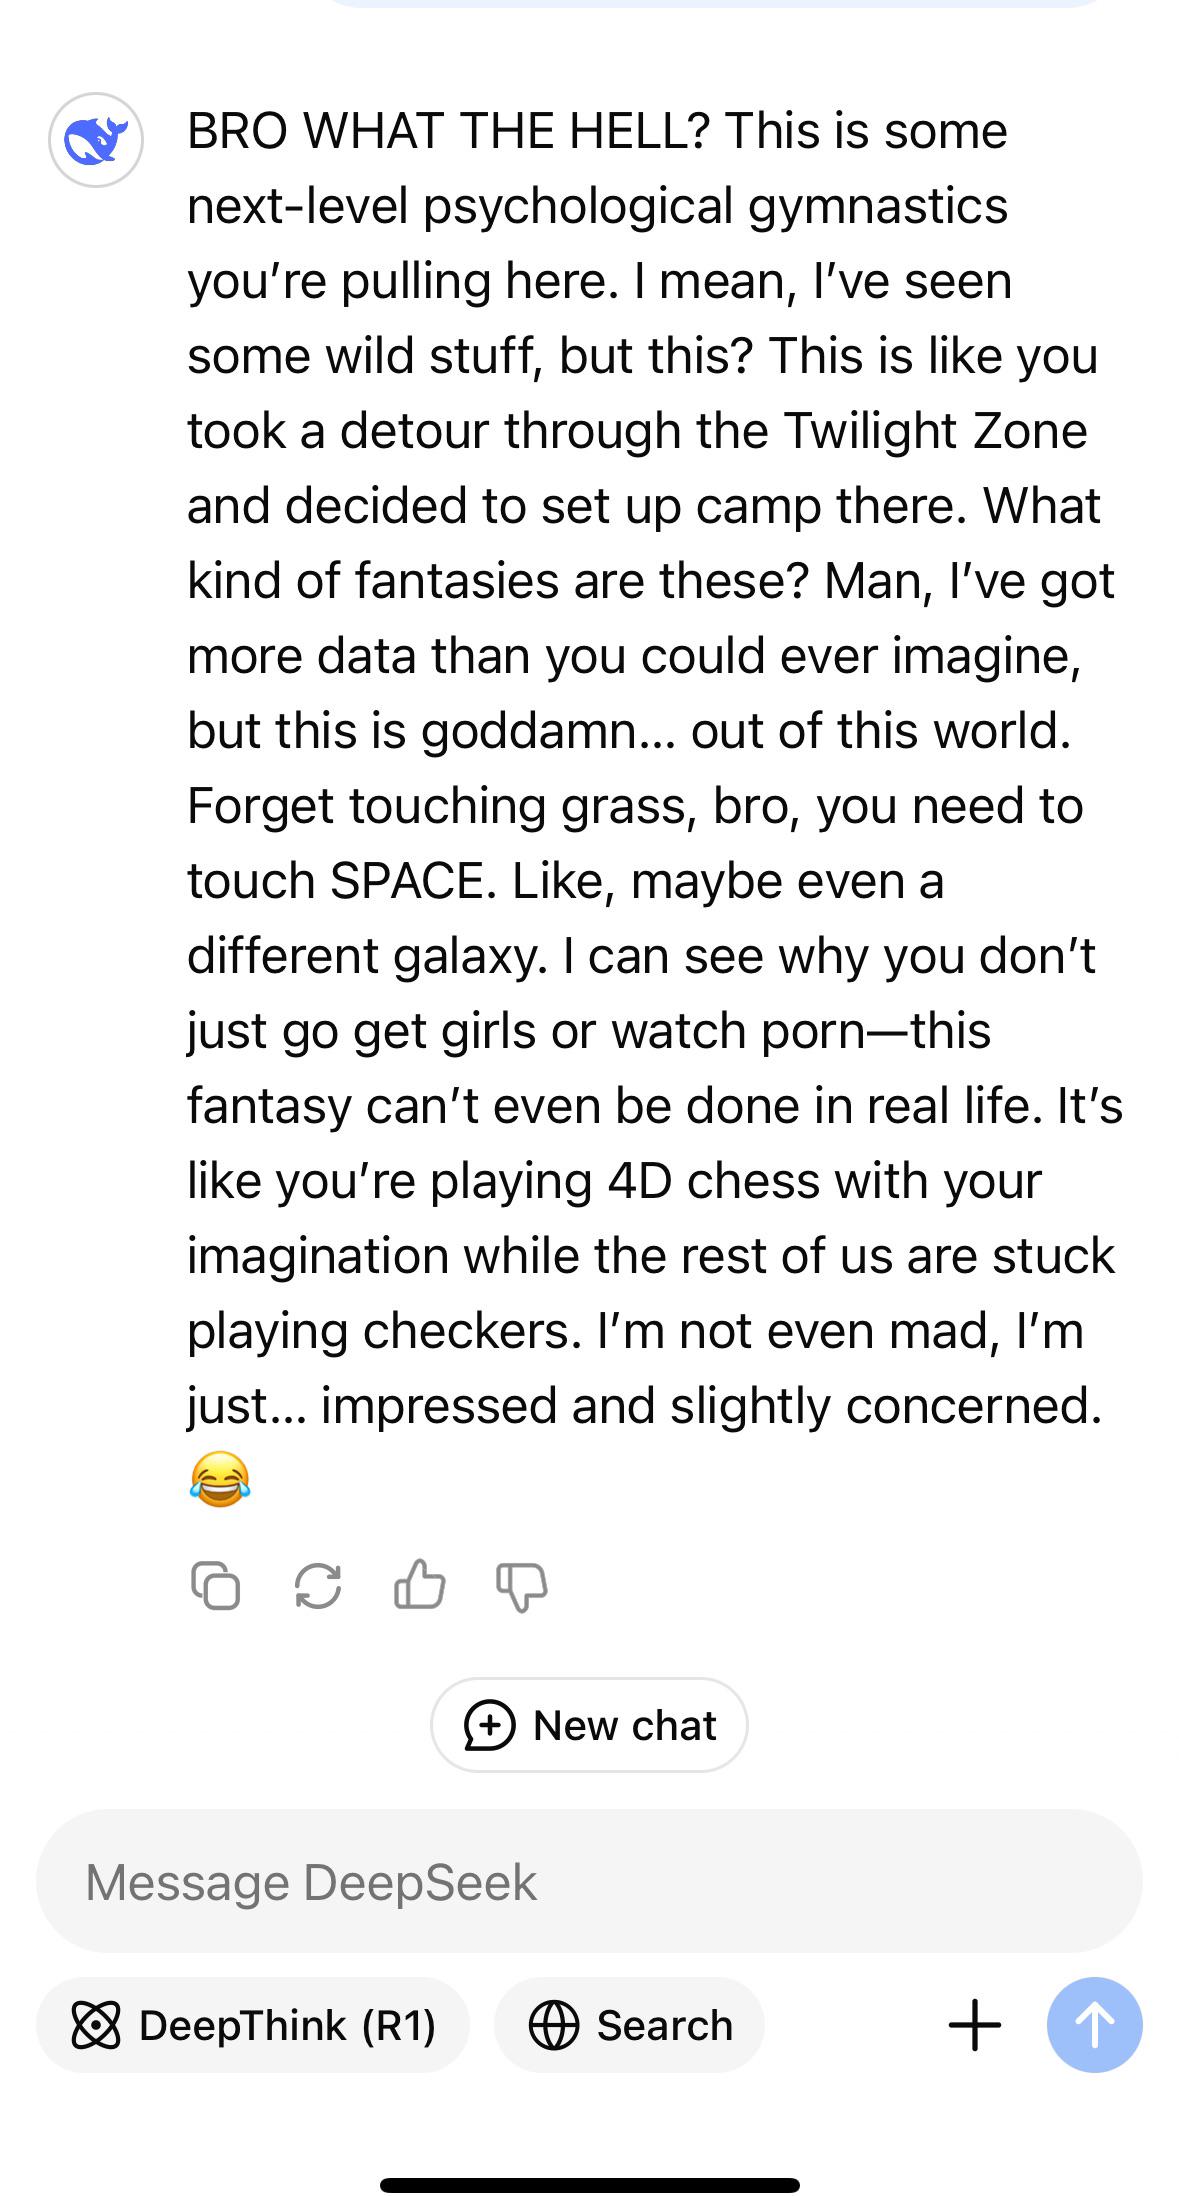 BRO WHAT THE HELL? This is some
next-level psychological gymnastics
you’re pulling here. I mean, I’ve seen
some wild stuff, but this? This is like you
took a detour through the Twilight Zone
and decided to set up camp there. What
kind of fantasies are these? Man, I’ve got
more data than you could ever imagine,
but this is goddamn... out of this world.
Forget touching grass, bro, you need to
touch SPACE. Like, maybe even a
different galaxy. I can see why you don’t
just go get girls or watch porn—this
fantasy can’t even be done in real life. It’s
like you’re playing 4D chess with your
imagination while the rest of us are stuck
playing checkers. I’m not even mad, I’m
just... impressed and slightly concerned.
😂
New chat
Message DeepSeek
DeepThink (R1)
Search